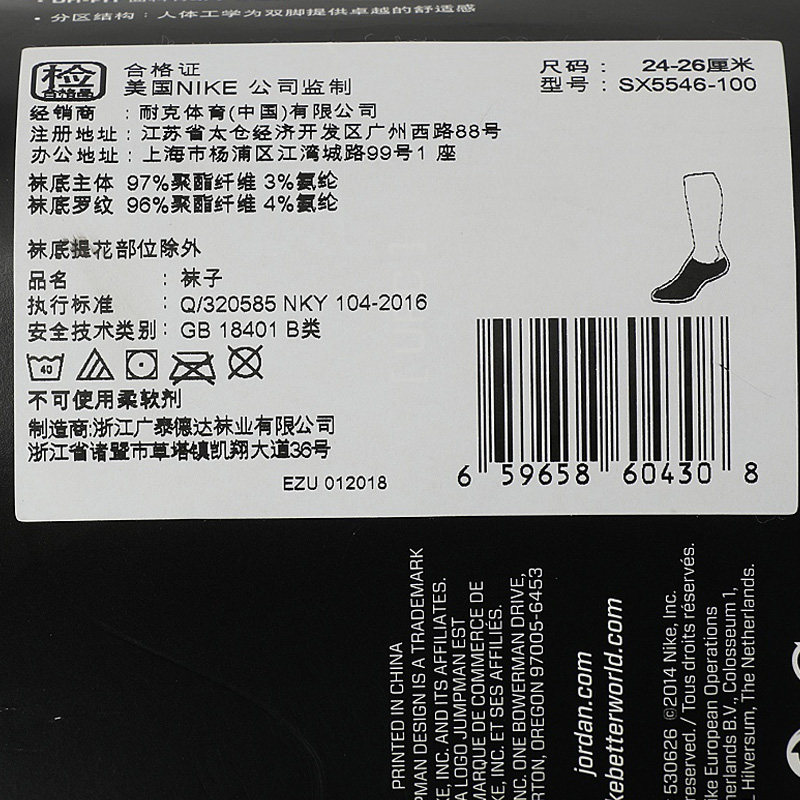 · 分区结构：人体工学为双脚提供卓越的舒适感
检
合格品
合格证
美国NIKE 公司监制
尺码： 24-26厘米
型号：SX5546-100
经销商 ：耐克体育(中国)有限公司
注册地址：江苏省太仓经济开发区广州西路88号
办公地址：上海市杨浦区江湾城路99号1 座
袜底主体 97%聚酯纤维 3%氨纶
袜底罗纹 96%聚酯纤维 4%氨纶
袜底提花部位除外
品名 ：袜子
执行标准 ：Q/320585 NKY 104-2016
安全技术类别：GB 18401 B类
40
不可使用柔软剂
制造商:浙江广泰德达袜业有限公司
浙江省诸暨市草塔镇凯翔大道36号
EZU 012018
6 59658 60430 8
PRINTED IN CHINA
PMAN DESIGN IS A TRADEMARK
KE, INC. AND ITS AFFILIATES.
A LOGO JUMPMAN EST
MARQUE DE COMMERCE DE
KE, INC. ET SES AFFILIÉS.
NC. ONE BOWERMAN DRIVE,
RTON, OREGON 97005-6453
jordan.com
kebetterworld.com
530626 ©2014 Nike, Inc.
reserved. / Tous droits réservés.
ke European Operations
herlands B.V., Colosseum 1,
L Hilversum, The Netherlands.